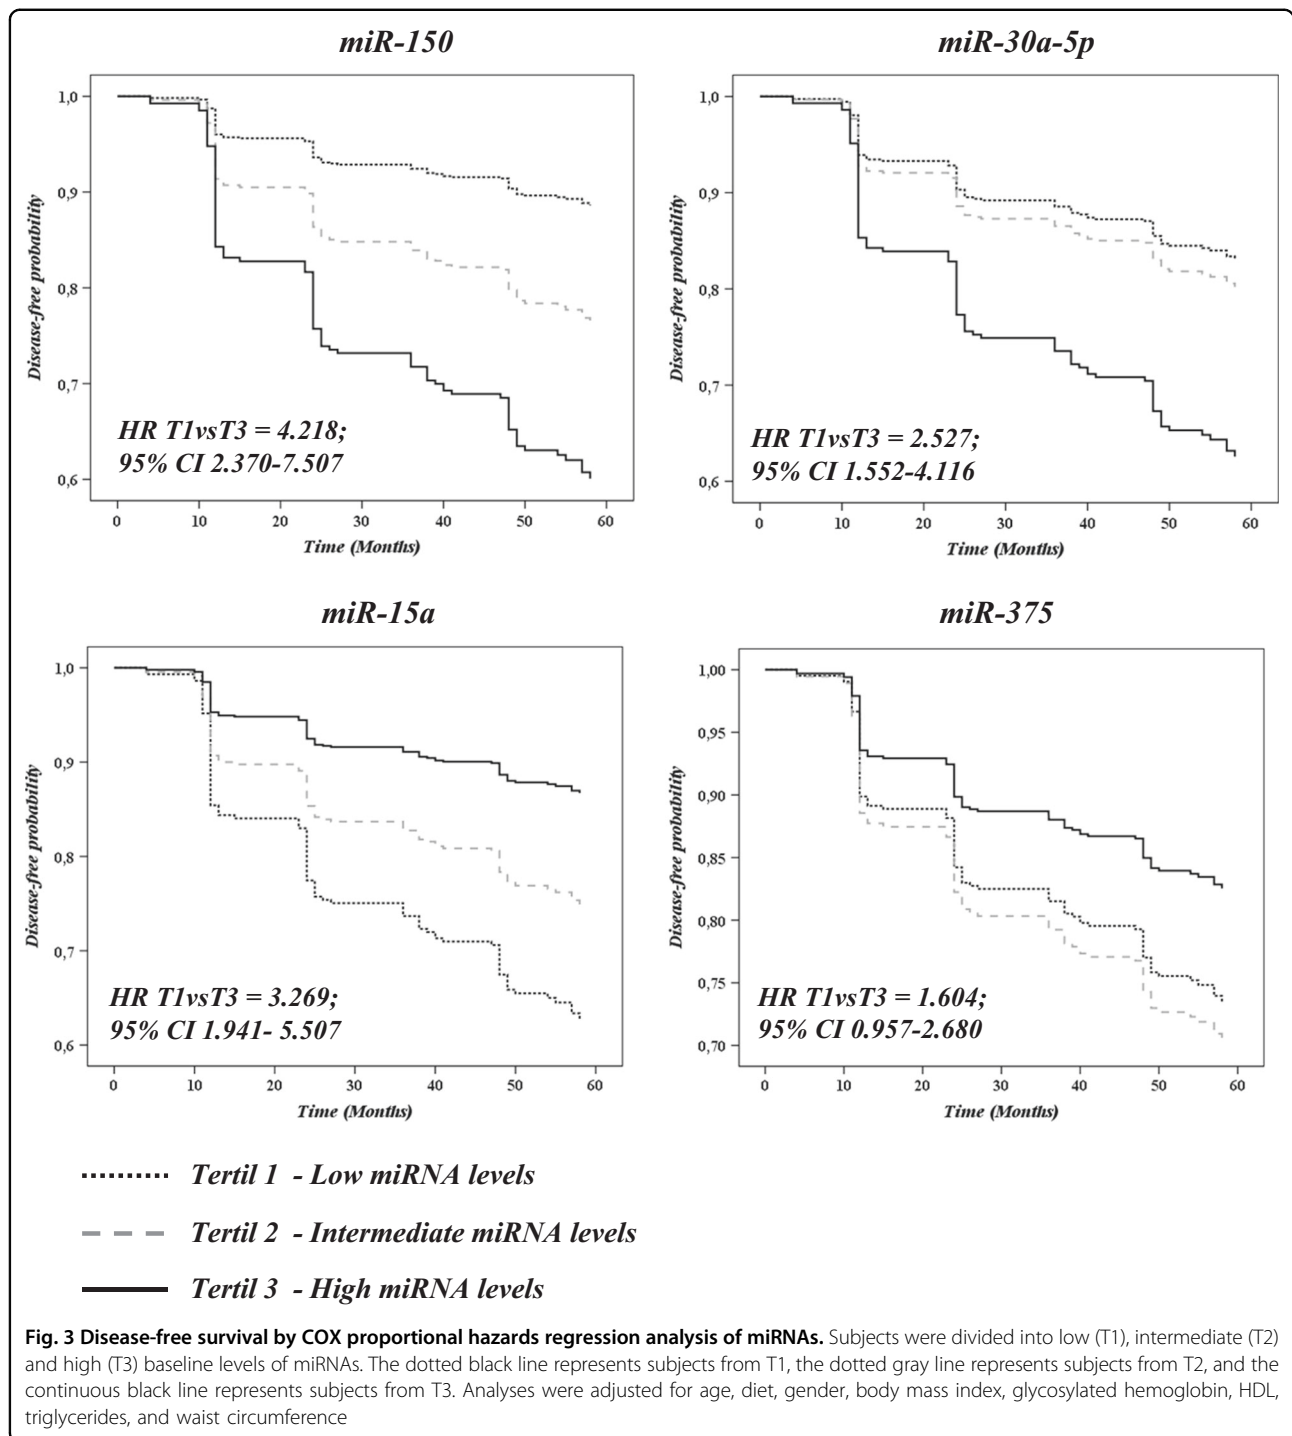 miR-150
1,0
0,9
0,8
0,7
0,6
Disease-free probability
HR T1vsT3 = 4.218;
95% CI 2.370-7.507
0 10 20 30 40 50 60
Time (Months)
miR-30a-5p
1,0
0,9
0,8
0,7
0,6
Disease-free probability
HR T1vsT3 = 2.527;
95% CI 1.552-4.116
0 10 20 30 40 50 60
Time (Months)
miR-15a
1,0
0,9
0,8
0,7
0,6
Disease-free probability
HR T1vsT3 = 3.269;
95% CI 1.941- 5.507
0 10 20 30 40 50 60
Time (Months)
miR-375
1,00
0,95
0,90
0,85
0,80
0,75
0,70
Disease-free probability
HR T1vsT3 = 1.604;
95% CI 0.957-2.680
0 10 20 30 40 50 60
Time (Months)
Tertil 1 - Low miRNA levels
Tertil 2 - Intermediate miRNA levels
Tertil 3 - High miRNA levels
Fig. 3 Disease-free survival by COX proportional hazards regression analysis of miRNAs. Subjects were divided into low (T1), intermediate (T2)
and high (T3) baseline levels of miRNAs. The dotted black line represents subjects from T1, the dotted gray line represents subjects from T2, and the
continuous black line represents subjects from T3. Analyses were adjusted for age, diet, gender, body mass index, glycosylated hemoglobin, HDL,
triglycerides, and waist circumference